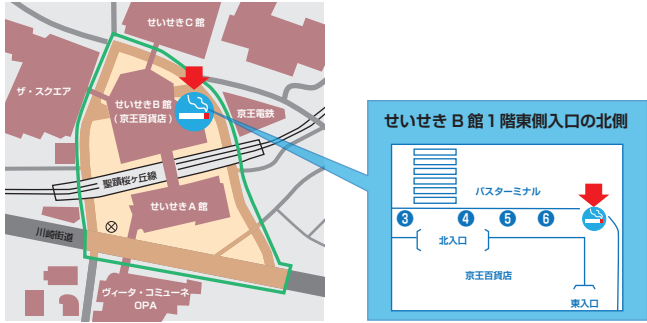 せいせきC館
ザ・スクエア
せいせきB館
(京王百貨店)
京王電鉄
聖蹟桜ヶ丘線
せいせきA館
川崎街道
ヴィータ・コミューネ
OPA
せいせきB館1階東側入口の北側
バスターミナル
3 4 5 6
北入口
京王百貨店
東入口